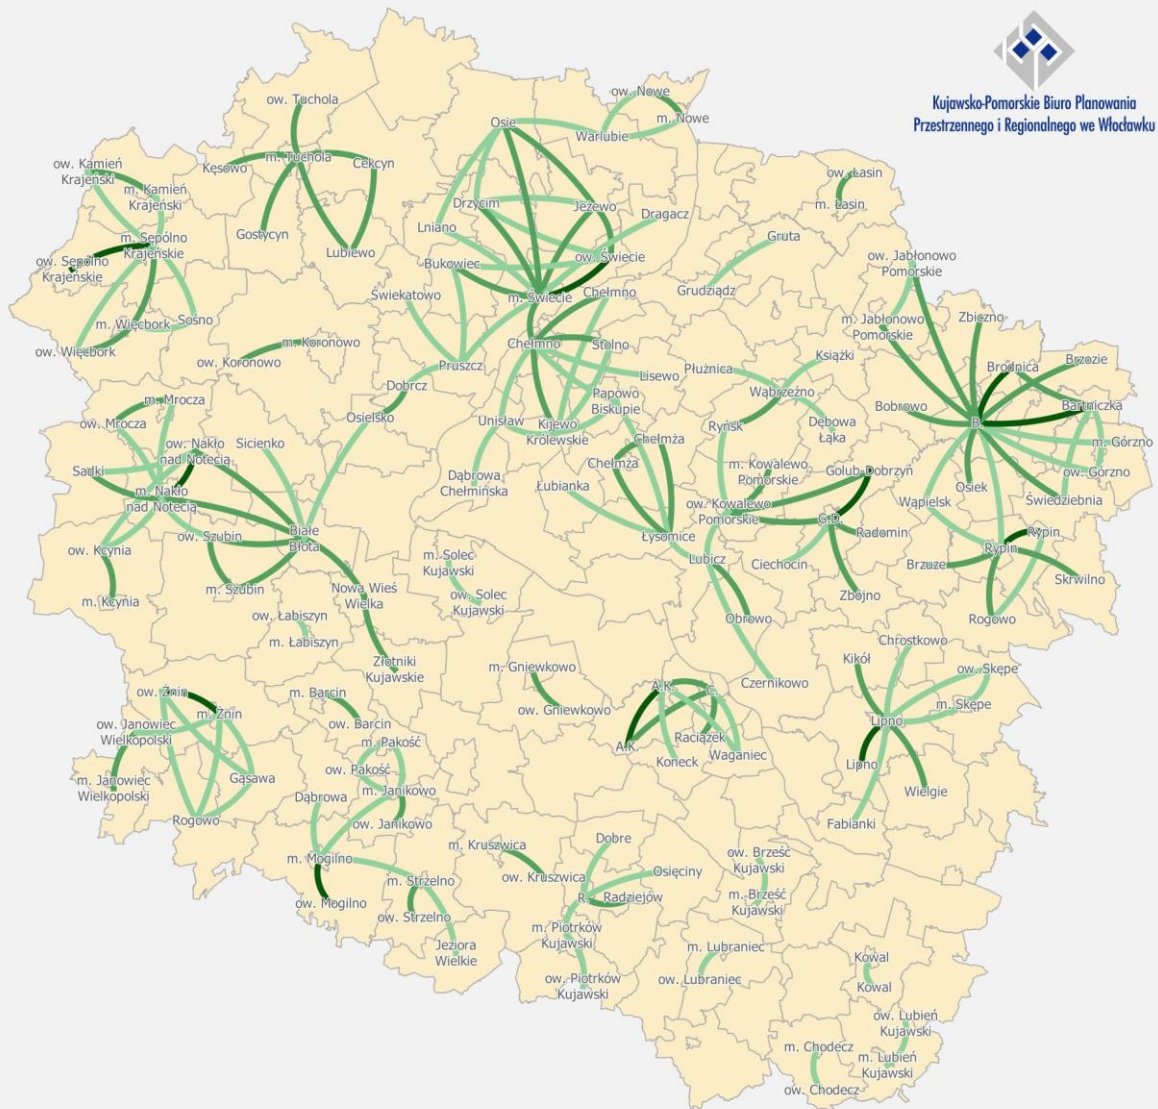 Kujawsko-Pomorskie Biuro Planowania
Przestrzennego i Regionalnego we Włocławku
ow. Tuchola
ow. Nowe
m. Nowe
Osie
Warlubie
ow. Kamień
Krajeński
Kęsowo
m. Tuchola
Cekcyn
ow. Łasin
m. Kamień
Krajeński
Drzycim
Jeżewo
m. Łasin
Dragacz
Lniano
Gostycyn
m. Sępólno
Krajeńskie
Lubiewo
Gruta
ow. Sępólno
Krajeńskie
Bukowiec
ow. Świecie
ow. Jabłonowo
Pomorskie
Świekatowo
m. Świecie
Chełmno
Grudziądz
m. Więcbork
Sośno
m. Jabłonowo
Pomorskie
Zbiczno
ow. Więcbork
m. Koronowo
ow. Koronowo
Chełmno
Stolno
Pruszcz
Książki
Brodnica
Brzozie
Lisewo
Płużnica
Dobrcz
Wąbrzeźno
m. Mrocza
Papowo
Biskupie
Bobrowo
Bartniczka
ow. Mrocza
Osielsko
Unisław
Kijewo
Królewskie
Ryńsk
Dębowa
Łąka
B.
ow. Nakło
nad Notecią
Sicienko
Chełmża
m. Górzno
Sadki
Chełmża
m. Kowalewo
Pomorskie
Golub_Dobrzyń
ow. Górzno
Dąbrowa
Chełmińska
Łubianka
m. Nakło
nad Notecią
Osiek
Świedziebnia
Wąpielsk
ow. Kowalewo
Pomorskie
G.D.
Radomin
Białe
Błota
ow. Szubin
Łysomice
Rypin
Rypin
ow. Kcynia
Lubicz
Ciechocin
Brzuze
m. Solec
Kujawski
Skrwilno
m. Szubin
Nowa Wieś
Wielka
Zbójno
m. Kcynia
ow. Solec
Kujawski
ow. Łabiszyn
Obrowo
Rogowo
m. Łabiszyn
Chrostkowo
Złotniki
Kujawskie
m. Gniewkowo
Kikół
ow. Skępe
Czernikowo
ow. Żnin
m. Barcin
A.K.
C.
m. Skępe
m. Żnin
ow. Gniewkowo
Lipno
ow. Janowiec
Wielkopolski
ow. Barcin
Raciążek
m. Pakość
A.K.
Waganiec
Koneck
Lipno
ow. Pakość
m. Janowiec
Wielkopolski
Gąsawa
m. Janikowo
Wielgie
Dąbrowa
Rogowo
ow. Janikowo
Fabianki
m. Kruszwica
Dobre
m. Mogilno
ow. Brześć
Kujawski
Osięciny
ow. Kruszwica
m. Strzelno
ow. Mogilno
R.
Radziejów
m. Brześć
Kujawski
ow. Strzelno
m. Piotrków
Kujawski
Jeziora
Wielkie
m. Lubraniec
Kowal
ow. Piotrków
Kujawski
ow. Lubraniec
Kowal
ow. Lubień
Kujawski
m. Chodecz
m. Lubień
Kujawski
ow. Chodecz